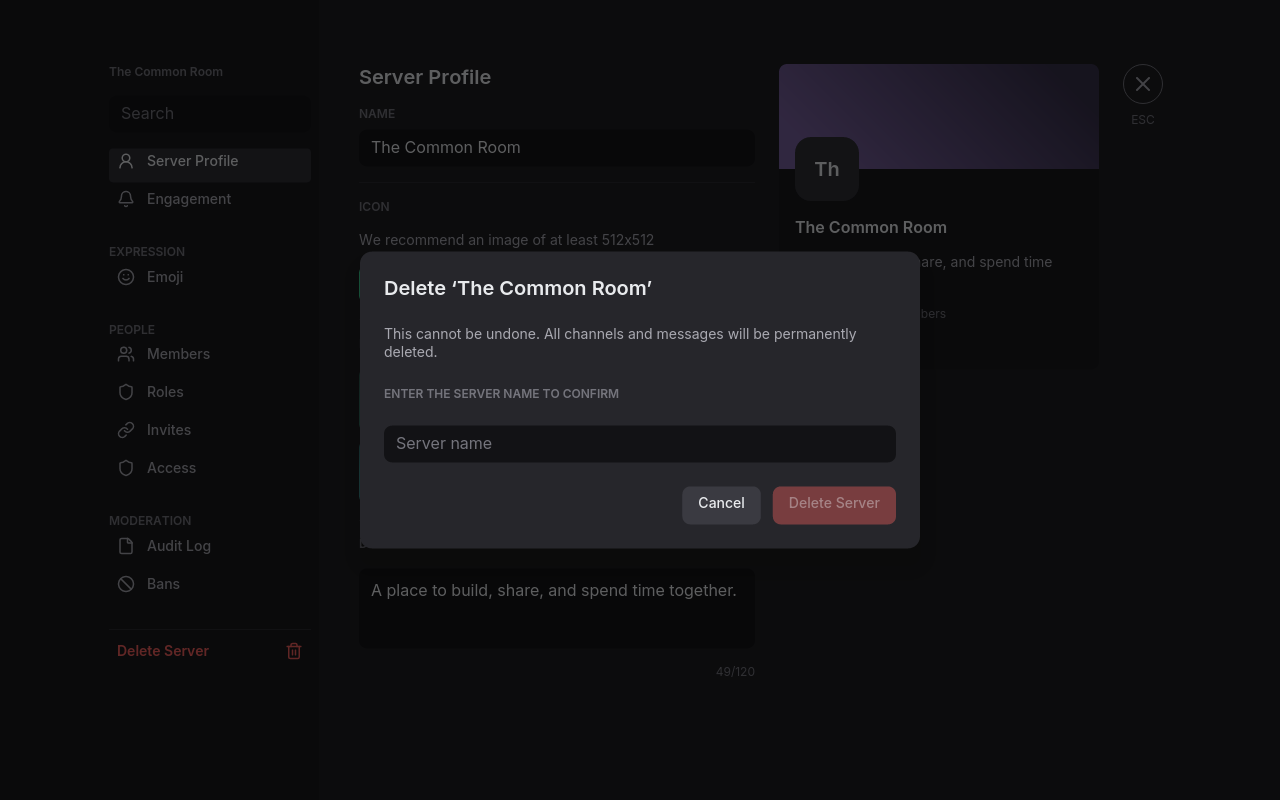 The Common Room
Search
Server Profile
Engagement
EXPRESSION
Emoji
PEOPLE
Members
Roles
Invites
Access
MODERATION
Audit Log
Bans
Delete Server
Server Profile
NAME
The Common Room
ICON
We recommend an image of at least 512x512
A place to build, share, and spend time together.
49/120
Th
The Common Room
and spend time
ESC
Delete ‘The Common Room’
This cannot be undone. All channels and messages will be permanently
deleted.
ENTER THE SERVER NAME TO CONFIRM
Server name
Cancel
Delete Server